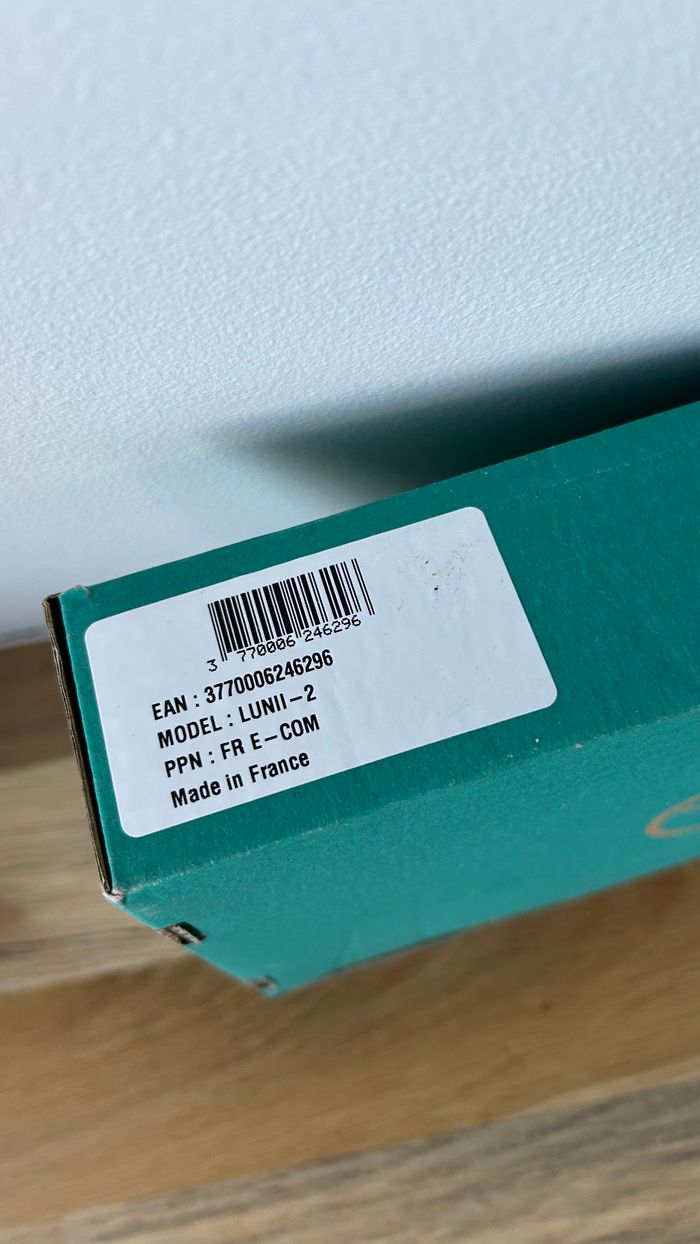 3 770006 246296
EAN : 3770006246296
MODEL : LUNII-2
PPN : FR E-COM
Made in France